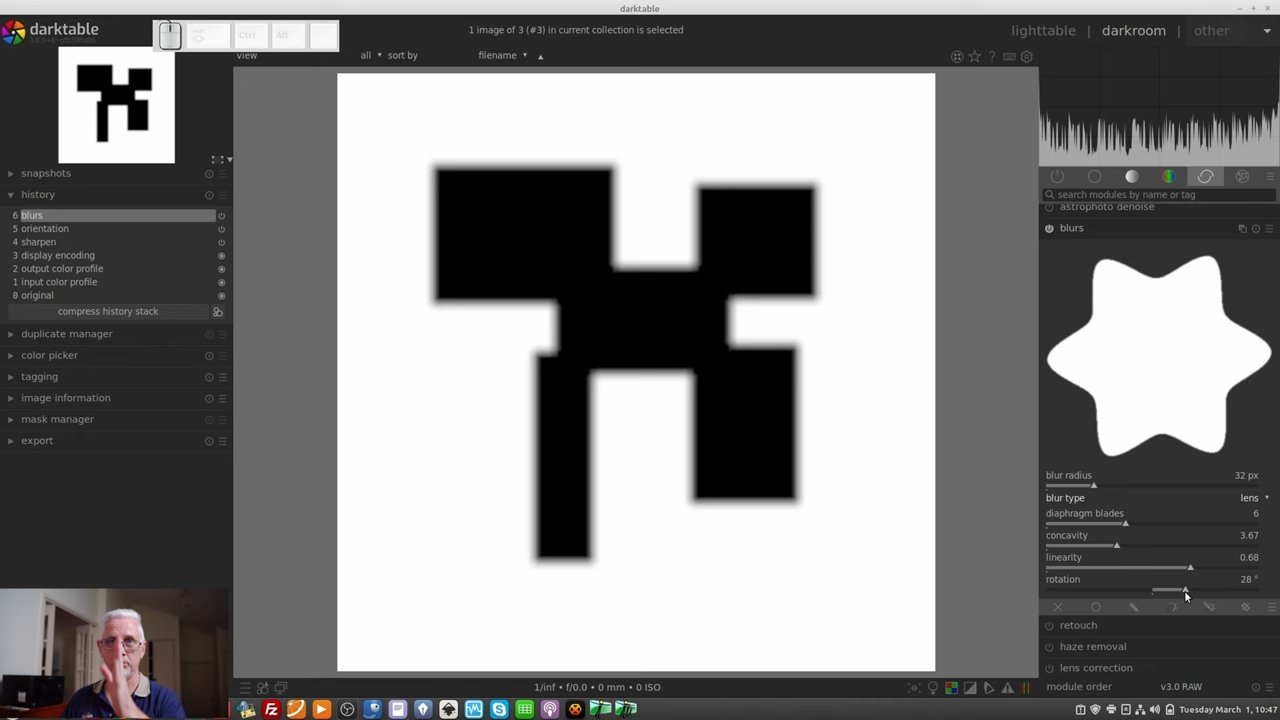 darktable
darktable
Ctrl
Alt
1 image of 3 (#3) in current collection is selected
lighttable | darkroom | other
view
all sort by filename
search modules by name or tag
astrophoto denoise
blurs
snapshots
history
6 blurs
5 orientation
4 sharpen
3 display encoding
2 output color profile
1 input color profile
0 original
compress history stack
duplicate manager
color picker
tagging
image information
mask manager
export
blur radius 32 px
blur type lens
diaphragm blades 6
concavity 3.67
linearity 0.68
rotation 28 °
retouch
haze removal
lens correction
module order v3.0 RAW
1/inf • f/0.0 • 0 mm • 0 ISO
Tuesday March 1, 10:47